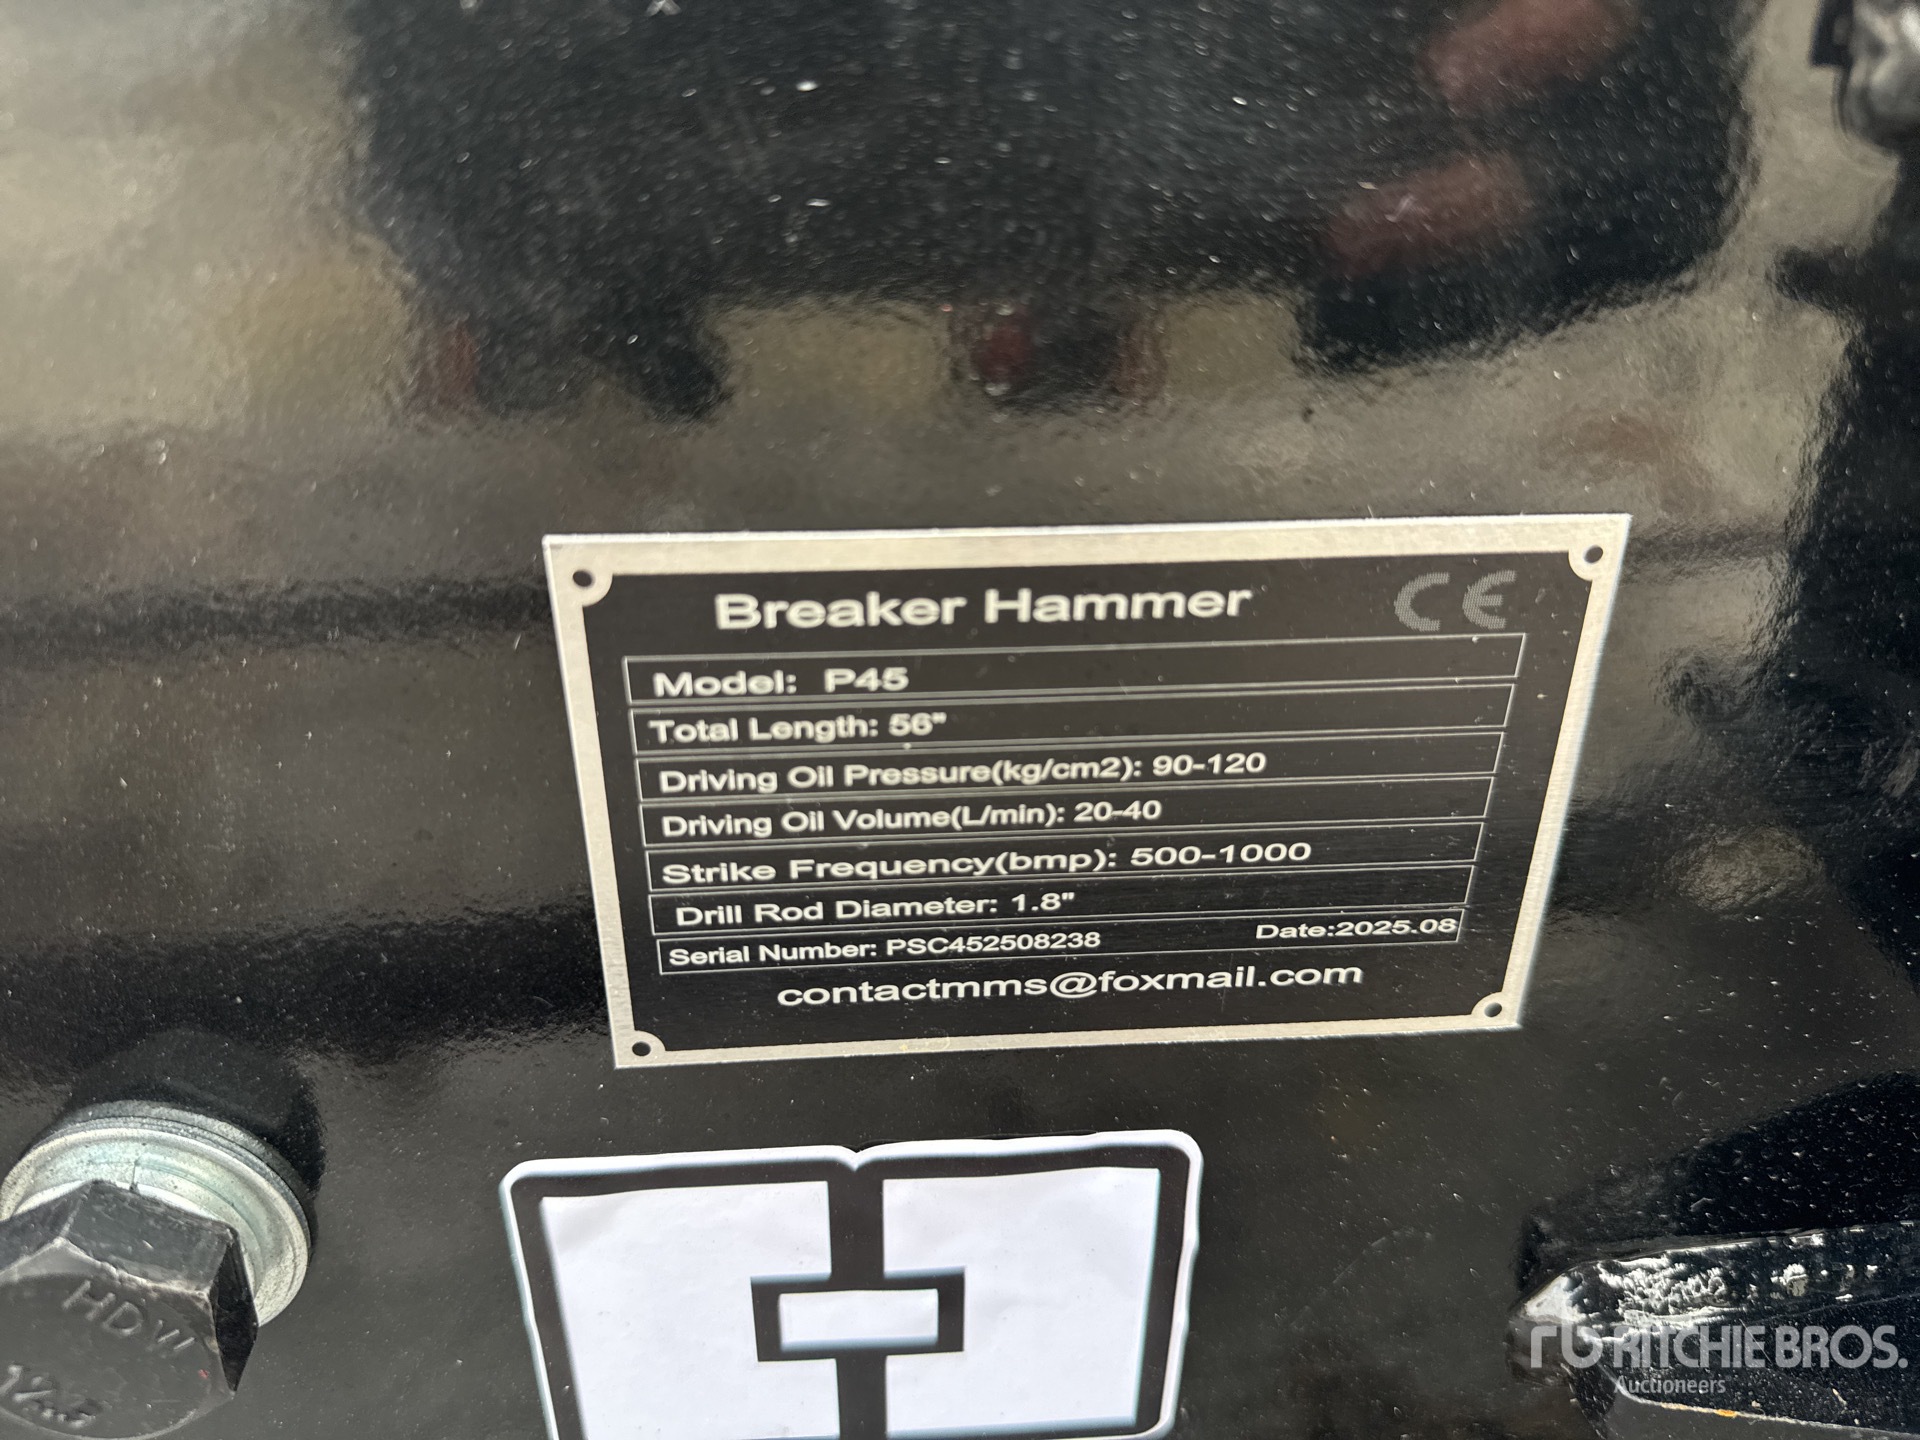 Breaker Hammer CE
Model: P45
Total Length: 56"
Driving Oil Pressure(kg/cm2): 90-120
Driving Oil Volume(L/min): 20-40
Strike Frequency(bmp): 500-1000
Drill Rod Diameter: 1.8"
Serial Number: PSC452508238 Date:2025.08
contactmms@foxmail.com
HDW
rb RITCHIE BROS.
Auctioneers